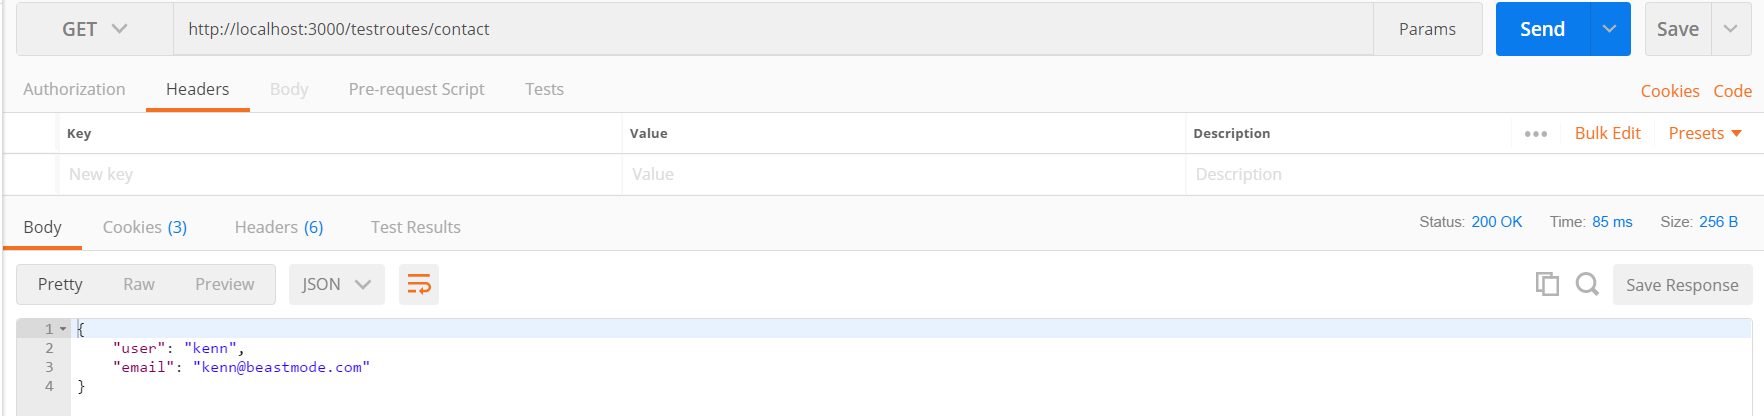 GET http://localhost:3000/testroutes/contact Params Send Save
Authorization Headers Body Pre-request Script Tests Cookies Code
Key Value Description ••• Bulk Edit Presets
New key Value Description
Body Cookies (3) Headers (6) Test Results Status: 200 OK Time: 85 ms Size: 256 B
Pretty Raw Preview JSON Save Response
1 {
2 "user": "kenn",
3 "email": "kenn@beastmode.com"
4 }